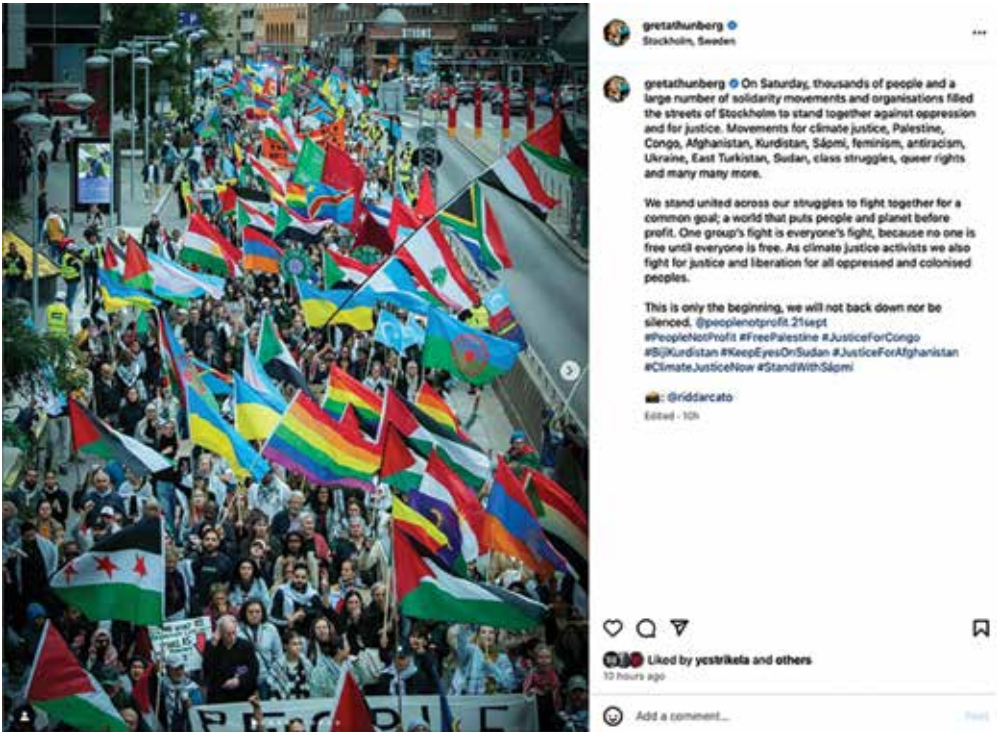 gretathunberg
Stockholm, Sweden
gretathunberg On Saturday, thousands of people and a
large number of solidarity movements and organisations filled
the streets of Stockholm to stand together against oppression
and for justice. Movements for climate justice, Palestine,
Congo, Afghanistan, Kurdistan, Sápmi, feminism, antiracism,
Ukraine, East Turkistan, Sudan, class struggles, queer rights
and many many more.
We stand united across our struggles to fight together for a
common goal; a world that puts people and planet before
profit. One group's fight is everyone's fight, because no one is
free until everyone is free. As climate justice activists we also
fight for justice and liberation for all oppressed and colonised
peoples.
This is only the beginning, we will not back down nor be
silenced. @peoplenotprofit.21sept
#PeopleNotProfit #FreePalestine #JusticeForCongo
#BijiKurdistan #KeepEyesOnSudan #JusticeForAfghanistan
#ClimateJusticeNow #StandWithSápmi
: @riddarcato
Edited · 10h
Liked by ycstrikela and others
10 hours ago
Add a comment...
Post
PEOPLE